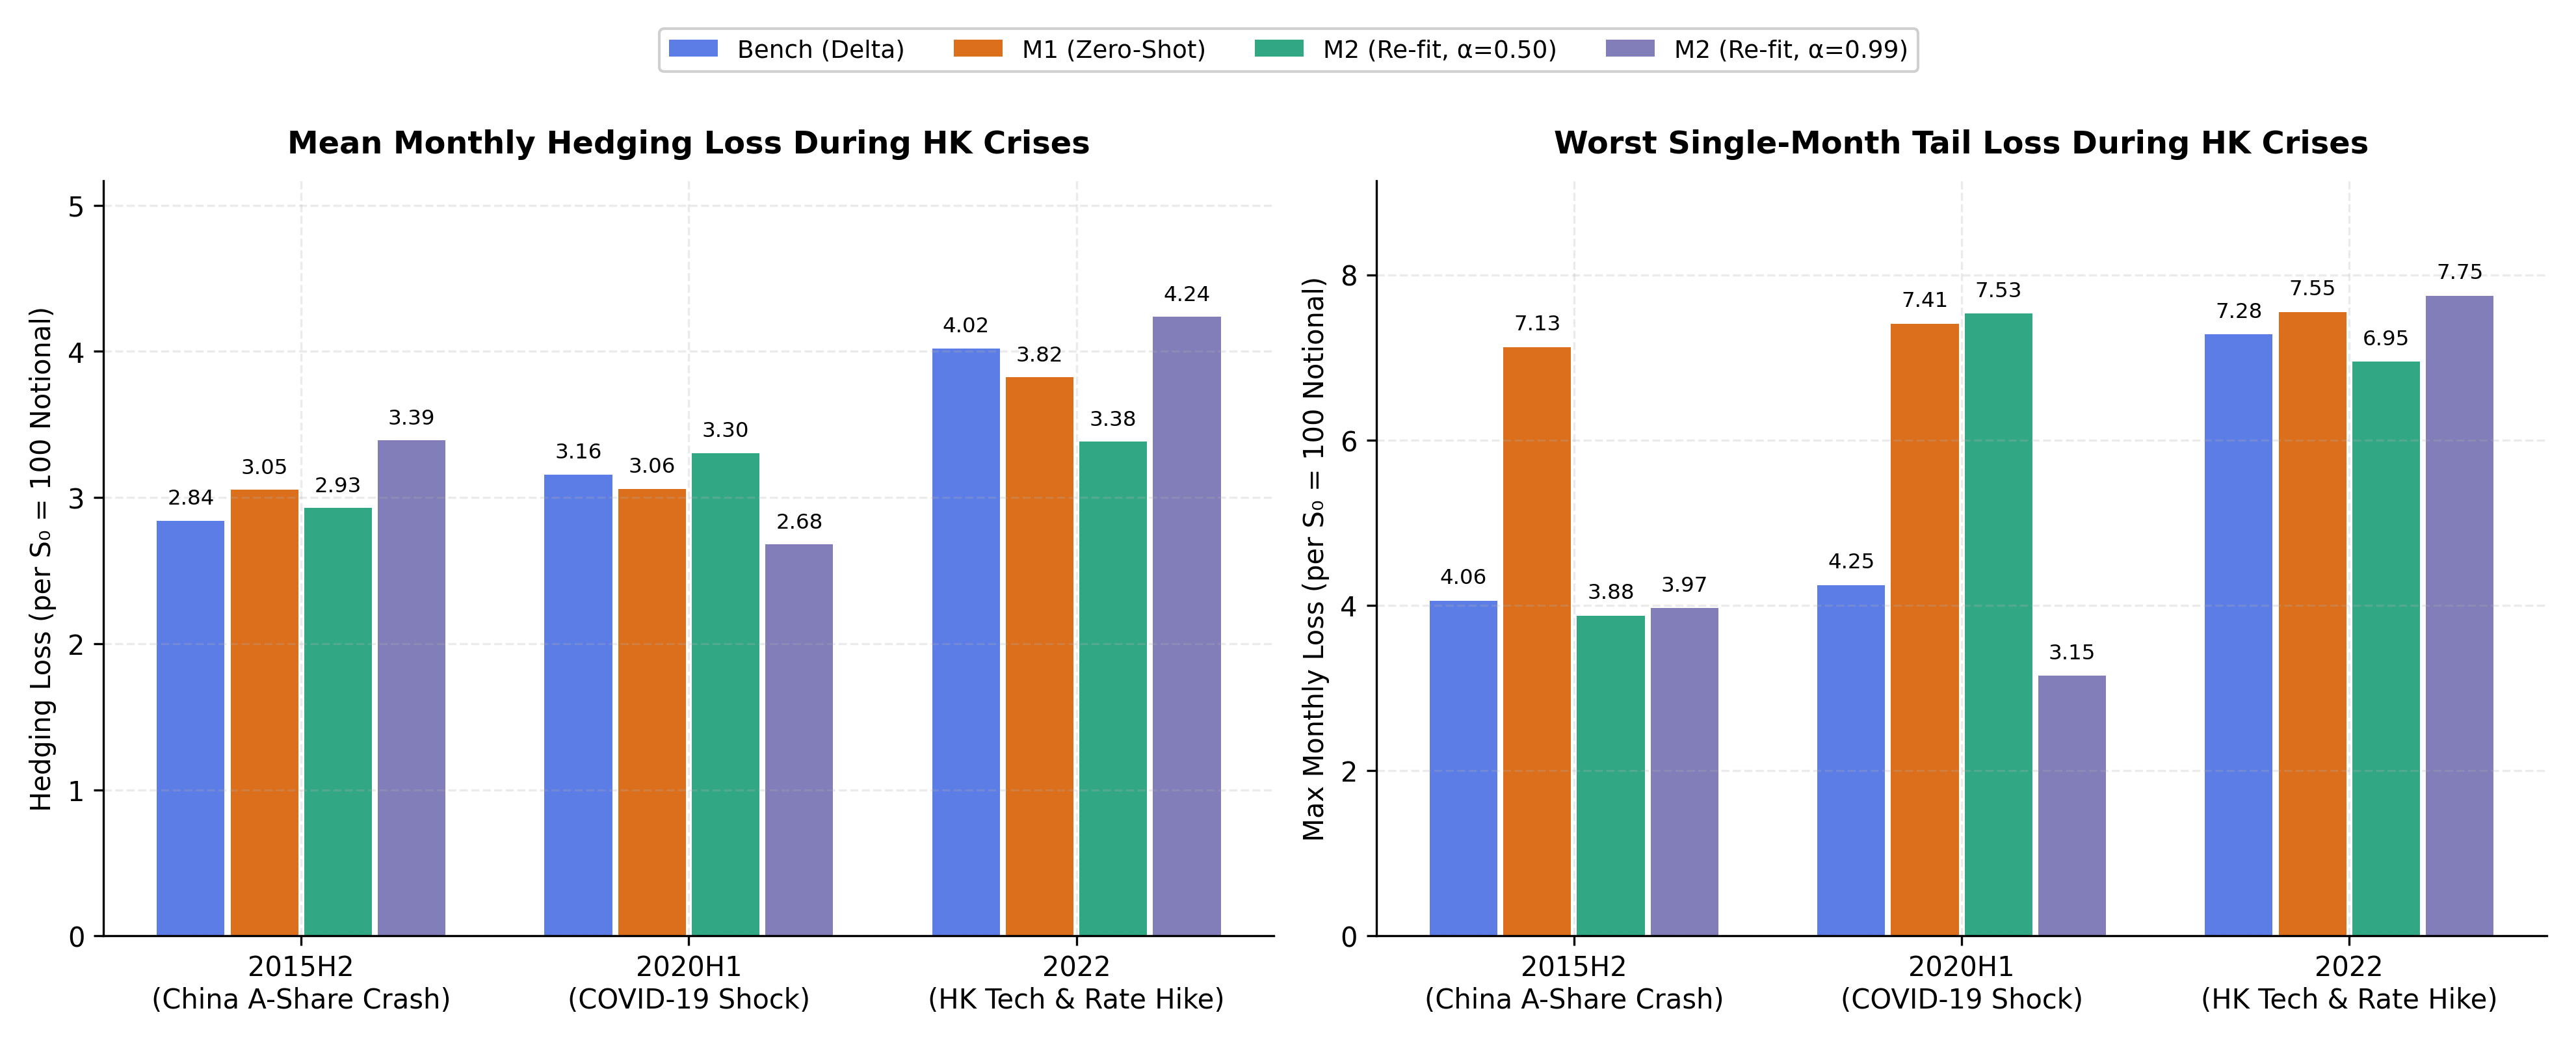 Bench (Delta) M1 (Zero-Shot) M2 (Re-fit, α=0.50) M2 (Re-fit, α=0.99)
Mean Monthly Hedging Loss During HK Crises
Hedging Loss (per S₀ = 100 Notional)
5
4
3
2
1
0
2.84 3.05 2.93 3.39
3.16 3.06 3.30 2.68
4.02 3.82 3.38 4.24
2015H2 2020H1 2022
(China A-Share Crash) (COVID-19 Shock) (HK Tech & Rate Hike)
Worst Single-Month Tail Loss During HK Crises
Max Monthly Loss (per S₀ = 100 Notional)
8
6
4
2
0
4.06 7.13 3.88 3.97
4.25 7.41 7.53 3.15
7.28 7.55 6.95 7.75
2015H2 2020H1 2022
(China A-Share Crash) (COVID-19 Shock) (HK Tech & Rate Hike)